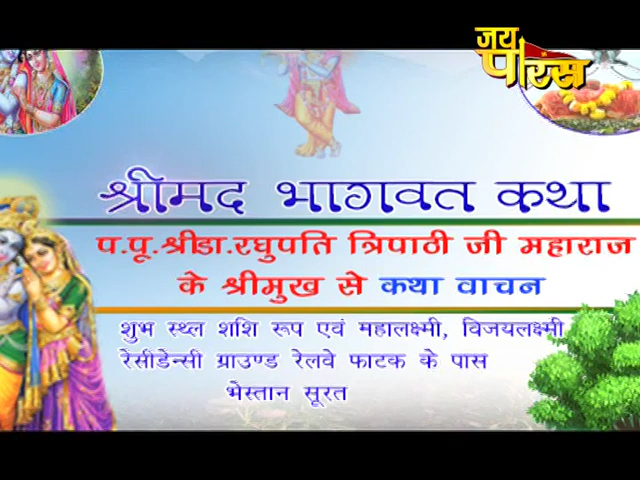 जय
पारस
श्रीमद भागवत कथा
प.पू.श्रीडा.रघुपति त्रिपाठी जी महाराज
के श्रीमुख से कथा वाचन
शुभ स्थ्ल शशि रूप एवं महालक्ष्मी, विजयलक्ष्मी
रेसीडेन्सी ग्राउण्ड रेलवे फाटक के पास
भेस्तान सूरत